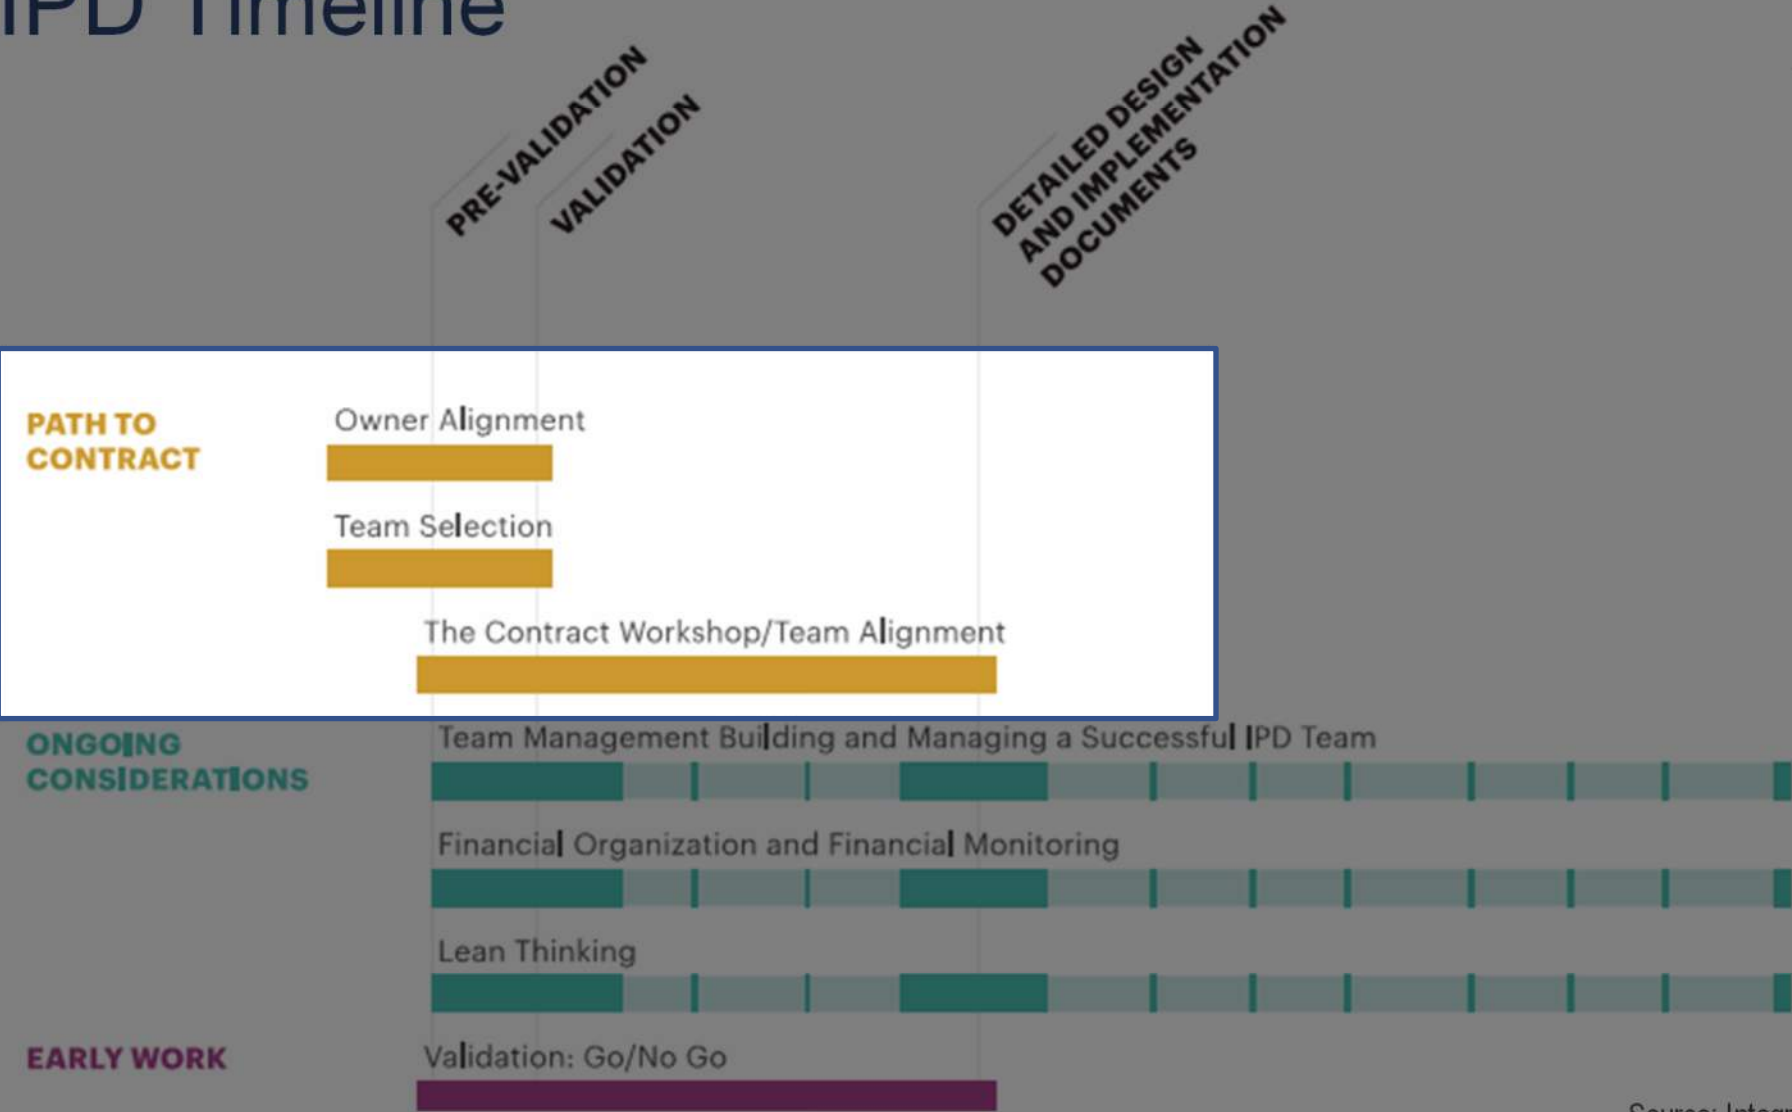 IPD Timeline
PRE-VALIDATION
VALIDATION
DETAILED DESIGN
AND IMPLEMENTATION
DOCUMENTS
PATH TO
CONTRACT
Owner Alignment
Team Selection
The Contract Workshop/Team Alignment
ONGOING
CONSIDERATIONS
Team Management Building and Managing a Successful IPD Team
Financial Organization and Financial Monitoring
Lean Thinking
EARLY WORK
Validation: Go/No Go